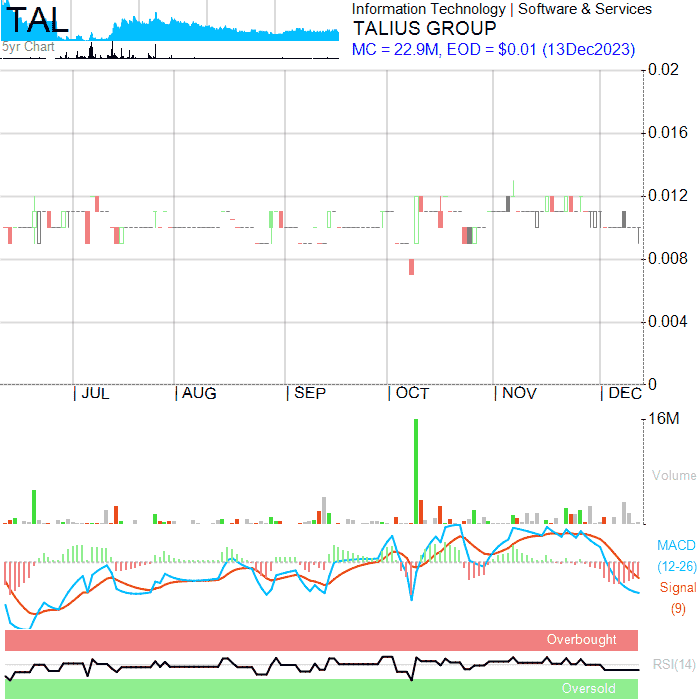 TAL
5yr Chart
Information Technology | Software & Services
TALIUS GROUP
MC = 22.9M, EOD = $0.01 (13Dec2023)
0.02
0.016
0.012
0.008
0.004
0
| JUL | AUG | SEP | OCT | NOV | DEC
16M
Volume
MACD
(12-26)
Signal
(9)
Overbought
RSI(14)
Oversold